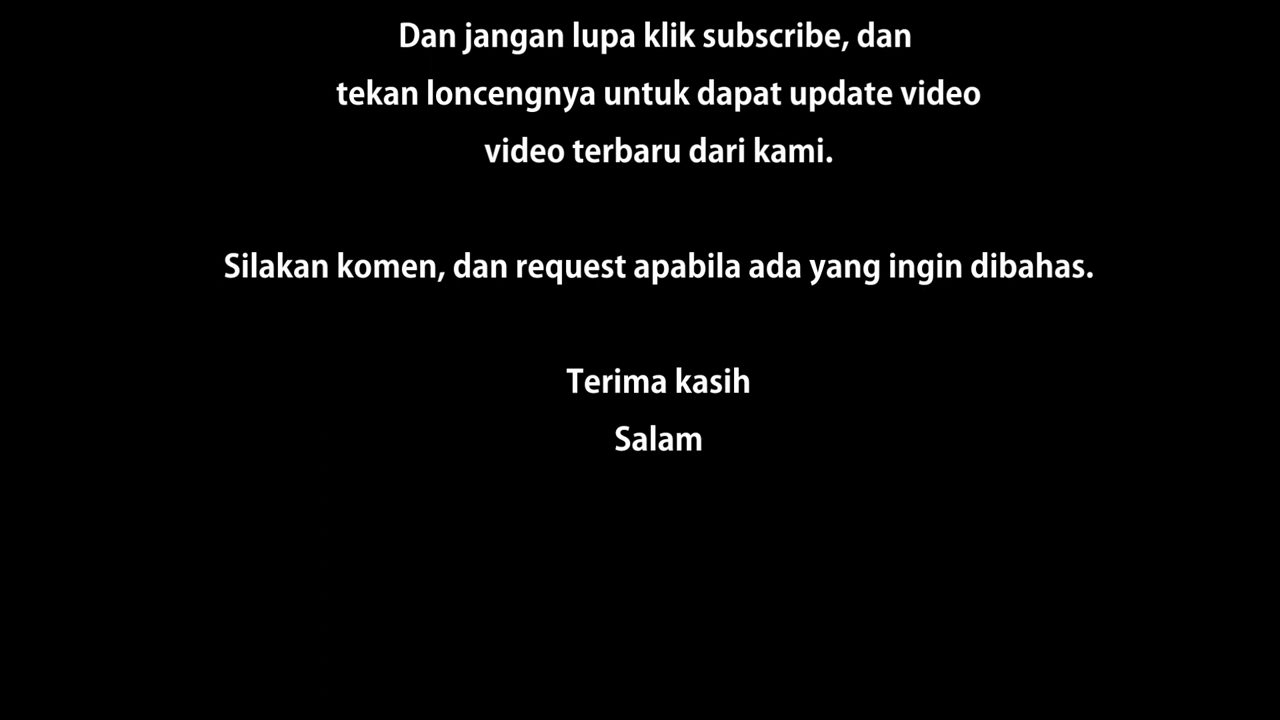 Dan jangan lupa klik subscribe, dan
tekan loncengnya untuk dapat update video
video terbaru dari kami.
Silakan komen, dan request apabila ada yang ingin dibahas.
Terima kasih
Salam